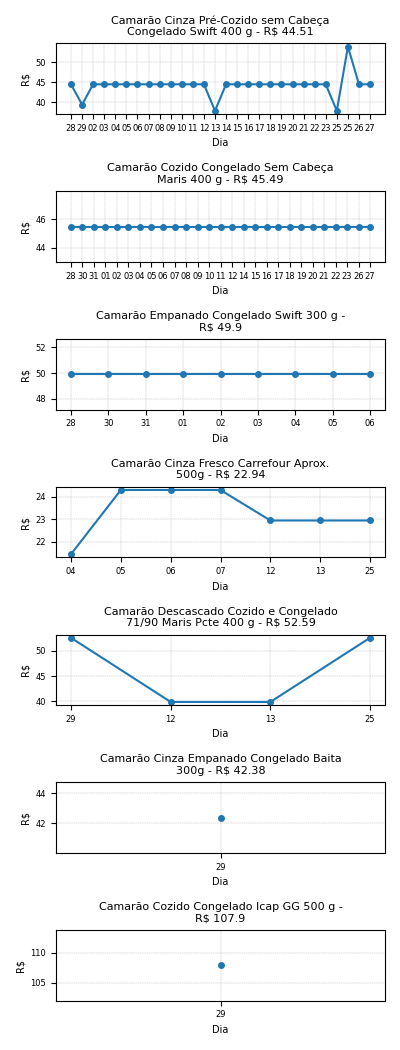 Camarão Cinza Pré-Cozido sem Cabeça
Congelado Swift 400 g - R$ 44.51
50
45
40
R$
28 29 02 03 04 05 06 07 08 09 10 11 12 13 14 15 16 17 18 19 20 21 22 23 24 25 26 27
Dia
Camarão Cozido Congelado Sem Cabeça
Maris 400 g - R$ 45.49
46
44
R$
28 30 31 01 02 03 04 05 06 07 08 09 10 11 12 14 15 16 17 18 19 20 21 22 23 26 27
Dia
Camarão Empanado Congelado Swift 300 g -
R$ 49.9
52
50
48
R$
28 30 31 01 02 03 04 05 06
Dia
Camarão Cinza Fresco Carrefour Aprox.
500g - R$ 22.94
24
23
22
R$
04 05 06 07 12 13 25
Dia
Camarão Descascado Cozido e Congelado
71/90 Maris Pcte 400 g - R$ 52.59
50
45
40
R$
29 12 13 25
Dia
Camarão Cinza Empanado Congelado Baita
300g - R$ 42.38
44
42
R$
29
Dia
Camarão Cozido Congelado Icap GG 500 g -
R$ 107.9
110
105
R$
29
Dia